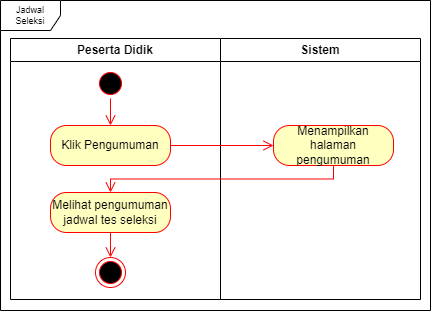 Jadwal
Seleksi
Peserta Didik
Sistem
Klik Pengumuman
Menampilkan
halaman
pengumuman
Melihat pengumuman
jadwal tes seleksi